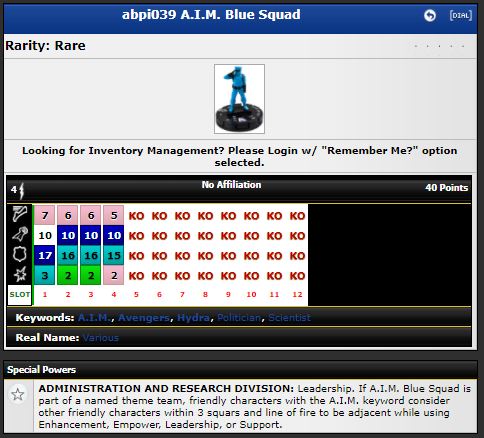 abpi039 A.I.M. Blue Squad [DIAL]
Rarity: Rare
Looking for Inventory Management? Please Login w/ "Remember Me?" option
selected.
4 No Affiliation 40 Points
7 6 6 5 KO KO KO KO KO KO KO KO
10 10 10 10 KO KO KO KO KO KO KO KO
17 16 16 15 KO KO KO KO KO KO KO KO
3 2 2 2 KO KO KO KO KO KO KO KO
SLOT 1 2 3 4 5 6 7 8 9 10 11 12
Keywords: A.I.M., Avengers, Hydra, Politician, Scientist
Real Name: Various
Special Powers
ADMINISTRATION AND RESEARCH DIVISION: Leadership. If A.I.M. Blue Squad is
part of a named theme team, friendly characters with the A.I.M. keyword consider
other friendly characters within 3 squars and line of fire to be adjacent while using
Enhancement, Empower, Leadership, or Support.